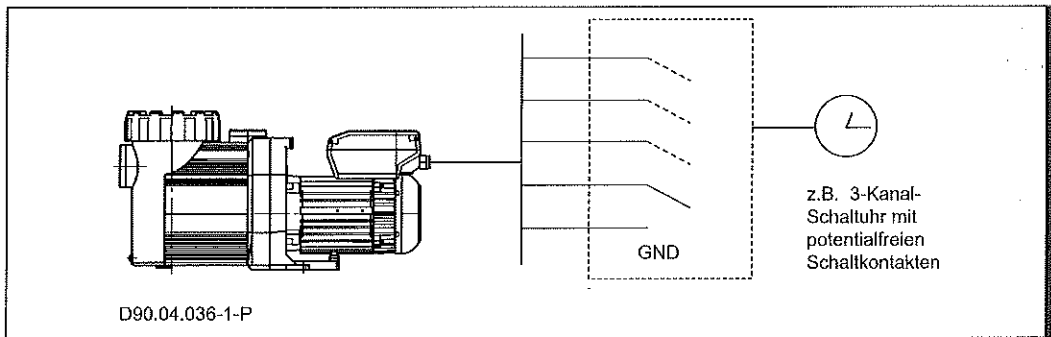 GND
z.B. 3-Kanal-
Schaltuhr mit
potentialfreien
Schaltkontakten
D90.04.036-1-P